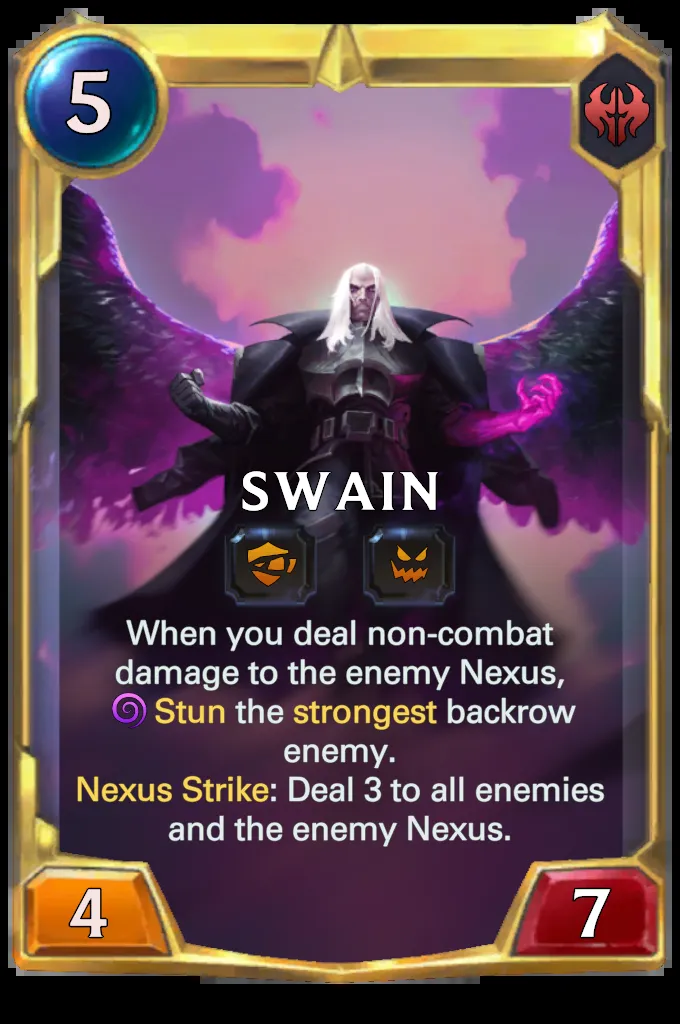 5
SWAIN
When you deal non-combat
damage to the enemy Nexus,
Stun the strongest backrow
enemy.
Nexus Strike: Deal 3 to all enemies
and the enemy Nexus.
4
7